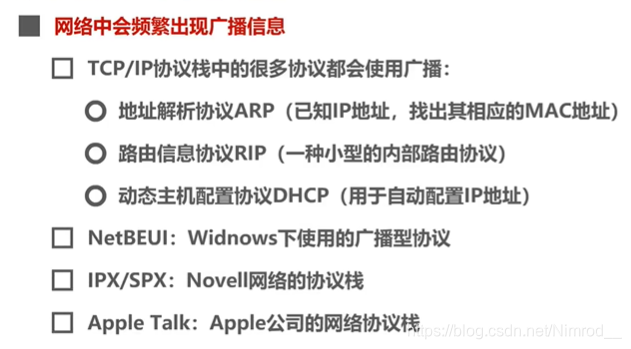 网络中会频繁出现广播信息
TCP/IP协议栈中的很多协议都会使用广播：
地址解析协议ARP（已知IP地址，找出其相应的MAC地址）
路由信息协议RIP（一种小型的内部路由协议）
动态主机配置协议DHCP（用于自动配置IP地址）
NetBEUI：Widnows下使用的广播型协议
IPX/SPX：Novell网络的协议栈
Apple Talk：Apple公司的网络协议栈
https://blog.csdn.net/Nimrod__